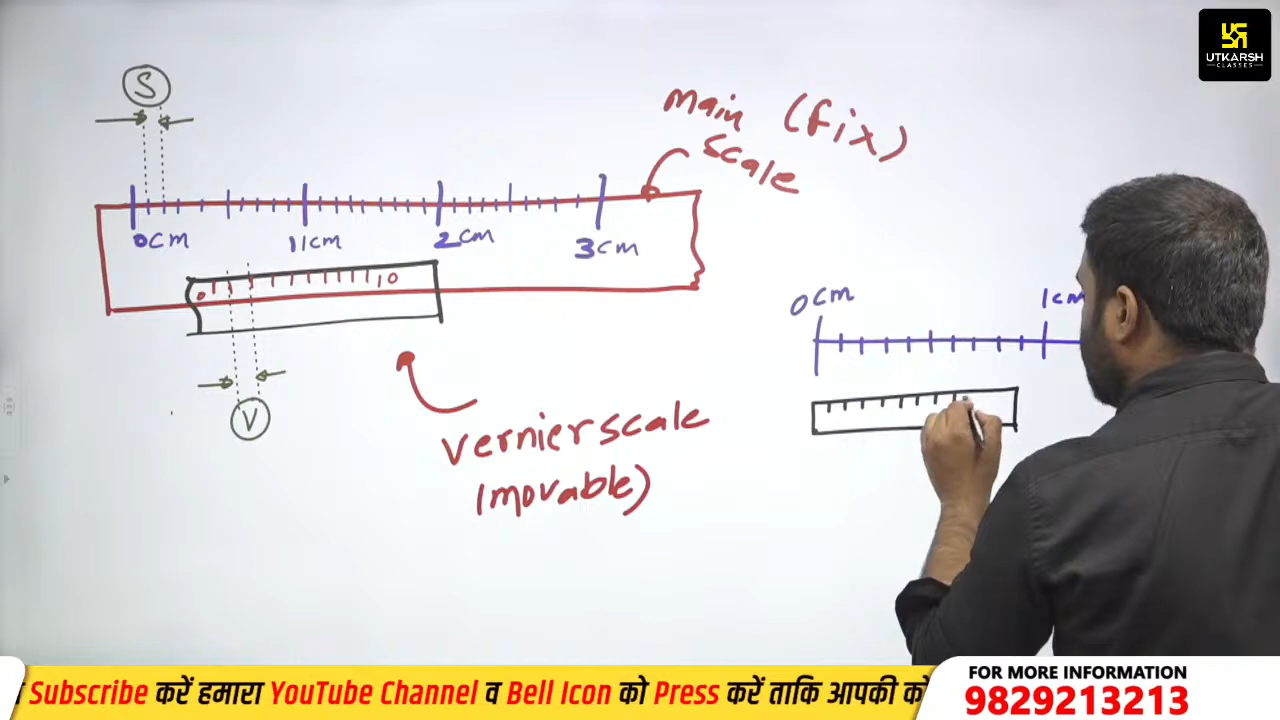 UTKARSH
CLASSES
S
main (fix)
scale
0cm 1cm 2cm 3cm
0 10
V
Vernier scale
(movable)
0cm 1cm
Subscribe करें हमारा YouTube Channel व Bell Icon को Press करें ताकि आपकी को
FOR MORE INFORMATION
9829213213